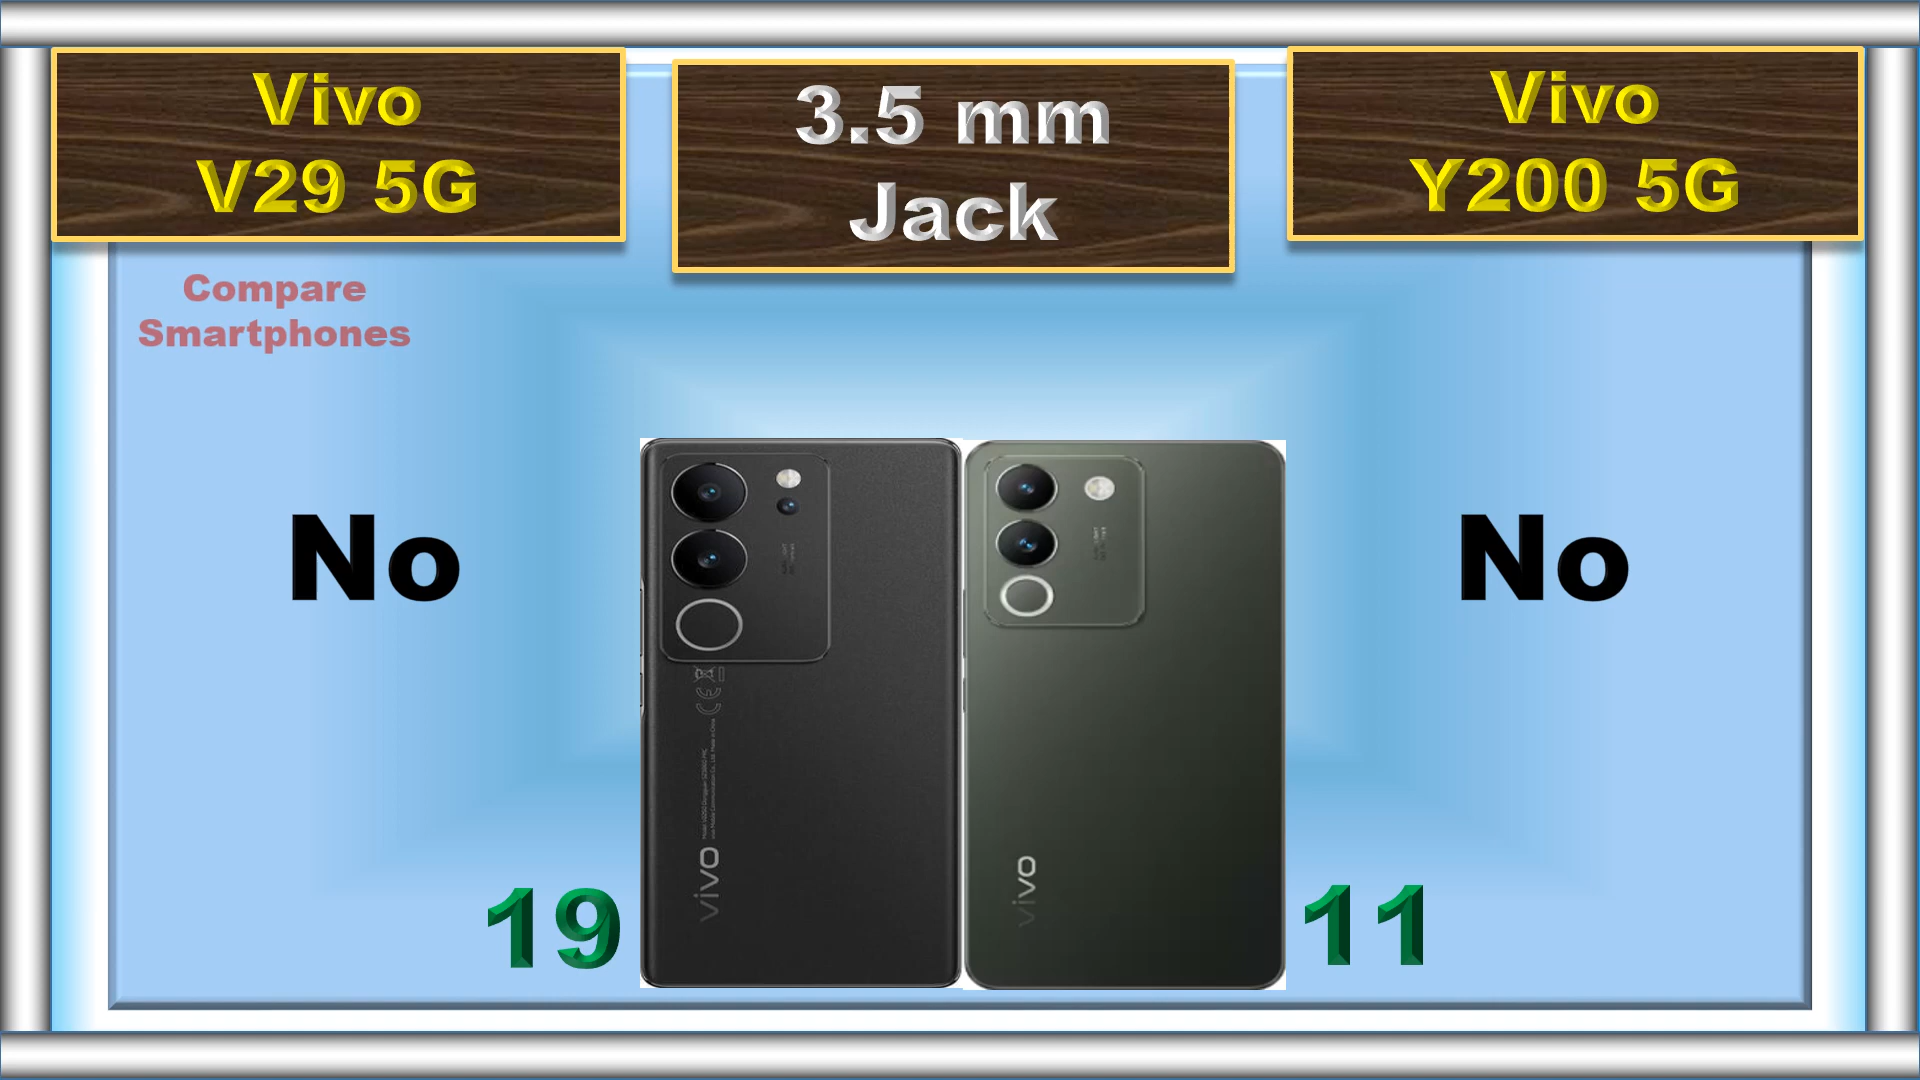 Vivo
V29 5G
3.5 mm
Jack
Vivo
Y200 5G
Compare
Smartphones
No
No
vivo
vivo
19
11